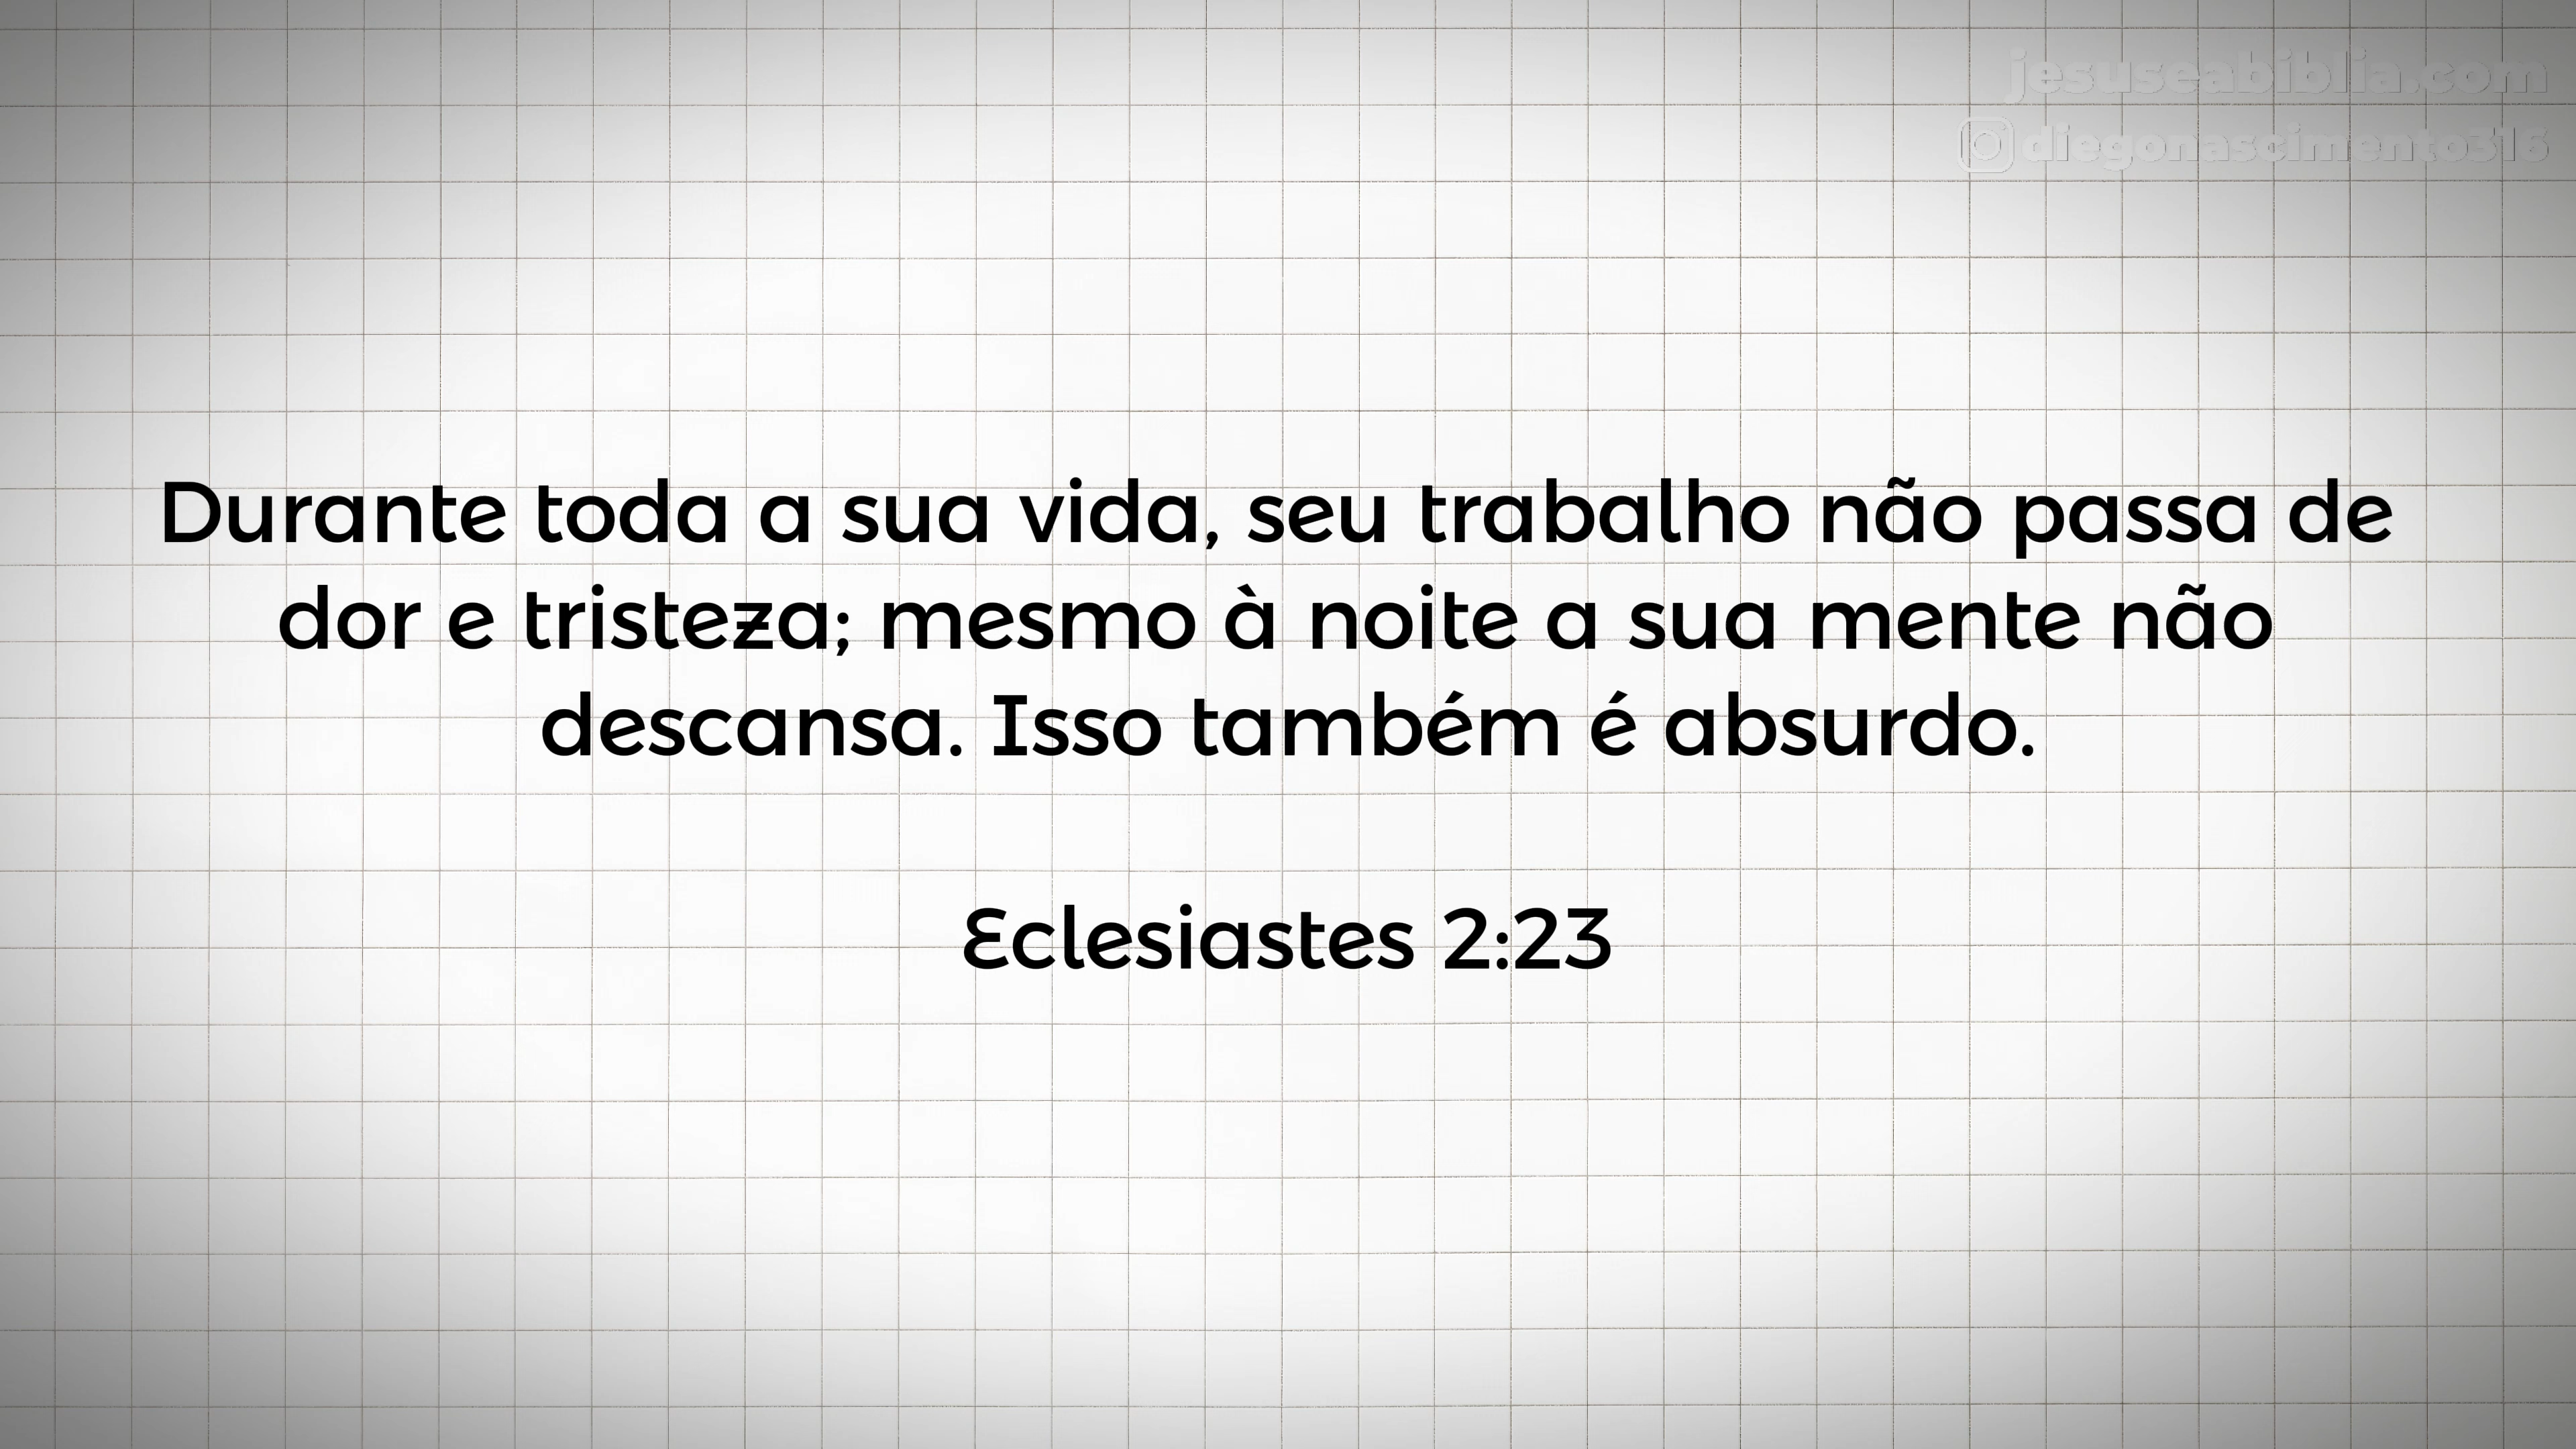 jesuseabiblia.com
diegonascimento316
Durante toda a sua vida, seu trabalho não passa de
dor e tristeza; mesmo à noite a sua mente não
descansa. Isso também é absurdo.
Eclesiastes 2:23